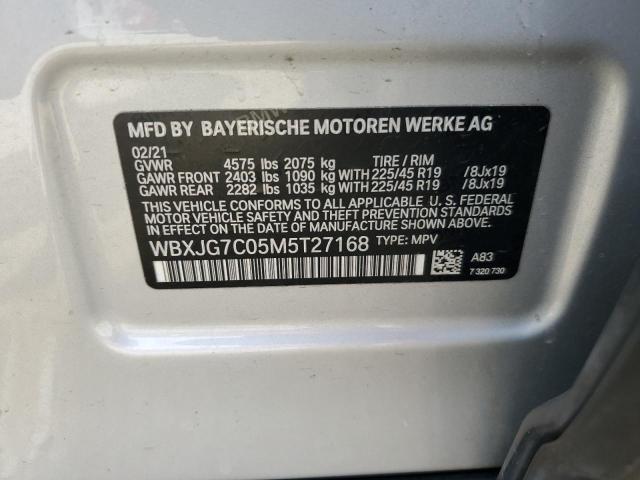 MFD BY BAYERISCHE MOTOREN WERKE AG
02/21
GVWR 4575 lbs 2075 kg TIRE / RIM
GAWR FRONT 2403 lbs 1090 kg WITH 225/45 R19 /8Jx19
GAWR REAR 2282 lbs 1035 kg WITH 225/45 R19 /8Jx19
THIS VEHICLE CONFORMS TO ALL APPLICABLE U. S. FEDERAL
MOTOR VEHICLE SAFETY, BUMPER, AND THEFT PREVENTION
STANDARDS IN EFFECT ON THE DATE OF MANUFACTURE SHOWN ABOVE.
WBXJG7C05M5T27168 TYPE: MPV
A83
7 320 730